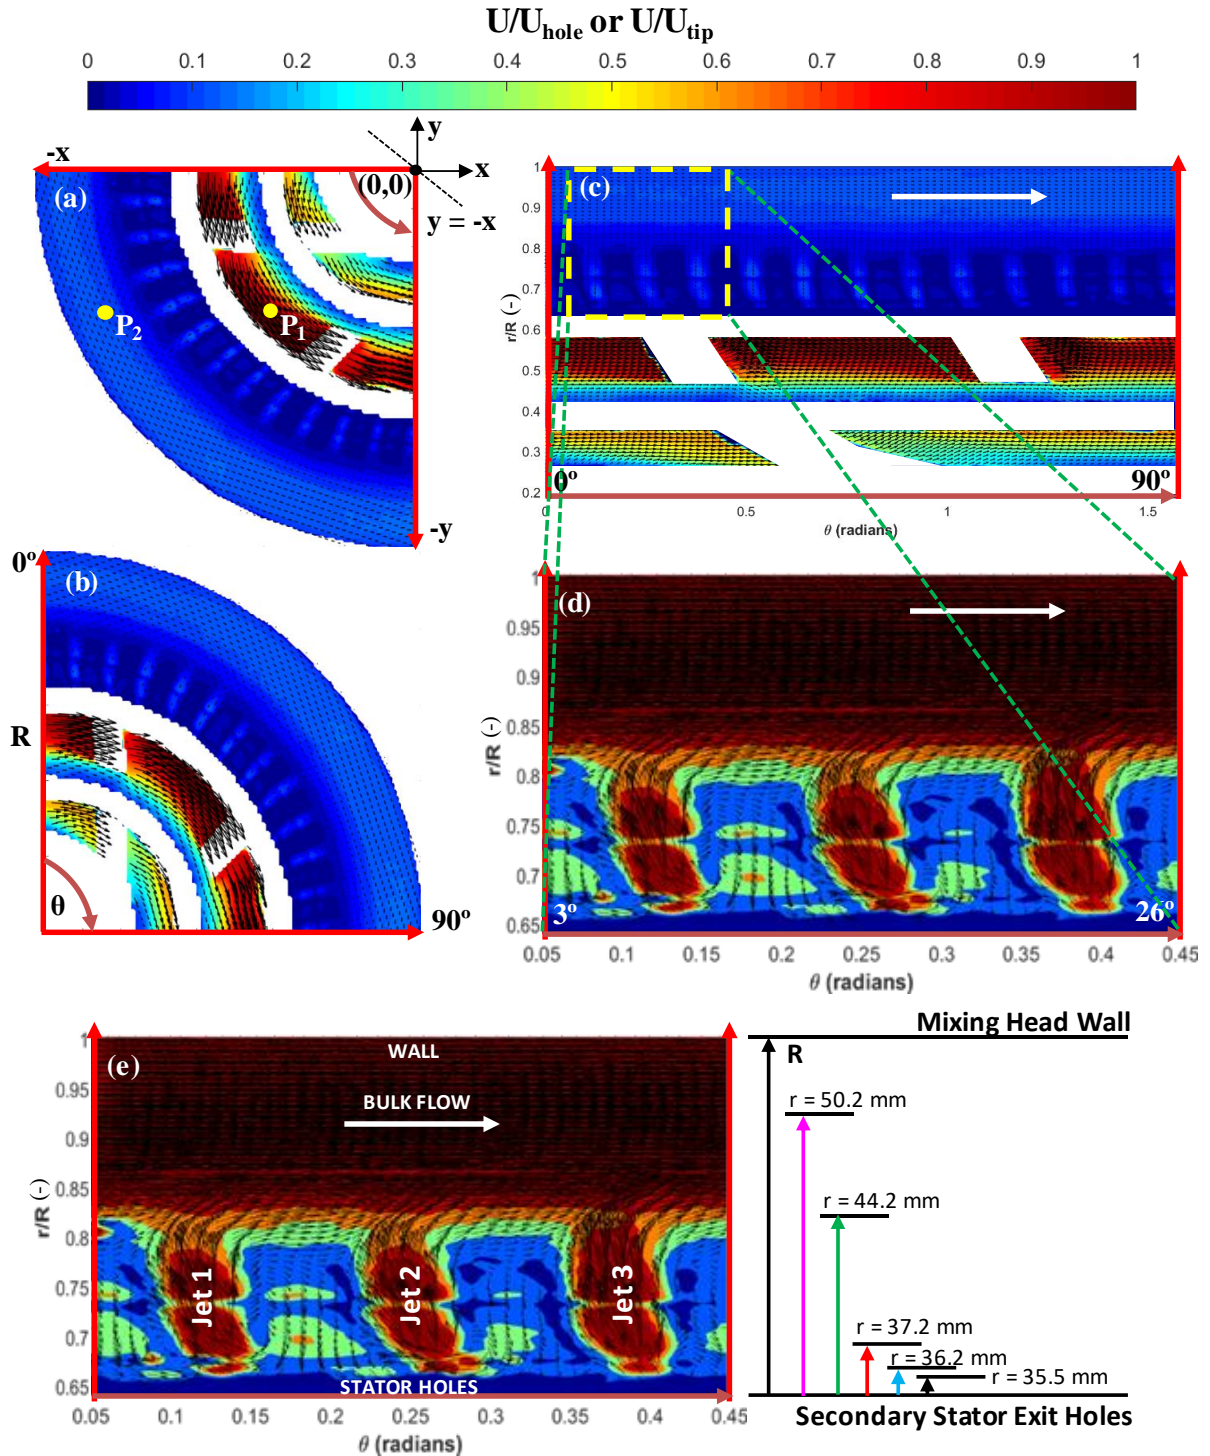 U/U_hole or U/U_tip
0 0.1 0.2 0.3 0.4 0.5 0.6 0.7 0.8 0.9 1
y
-x
x
(a)
(0,0)
y = -x
P₂
P₁
-y
(c)
1
0.9
0.8
0.7
0.6
0.5
0.4
0.3
0.2
r/R (-)
0º
90º
0 0.5 1 1.5
θ (radians)
0º
(b)
R
θ
90º
(d)
1
0.95
0.9
0.85
0.8
0.75
0.7
0.65
r/R (-)
3º
26º
0.05 0.1 0.15 0.2 0.25 0.3 0.35 0.4 0.45
θ (radians)
(e)
WALL
BULK FLOW
1
0.95
0.9
0.85
0.8
0.75
0.7
0.65
r/R (-)
Jet 1
Jet 2
Jet 3
STATOR HOLES
0.05 0.1 0.15 0.2 0.25 0.3 0.35 0.4 0.45
θ (radians)
Mixing Head Wall
R
r = 50.2 mm
r = 44.2 mm
r = 37.2 mm
r = 36.2 mm
r = 35.5 mm
Secondary Stator Exit Holes